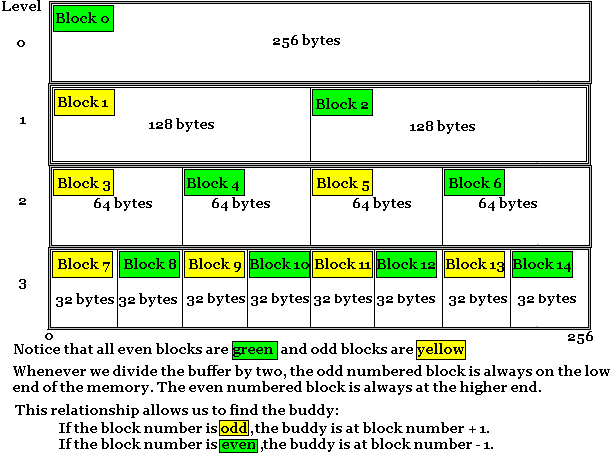 Level
Block 0
0
256 bytes
Block 1
Block 2
1
128 bytes
128 bytes
Block 3
Block 4
Block 5
Block 6
2
64 bytes
64 bytes
64 bytes
64 bytes
Block 7
Block 8
Block 9
Block 10
Block 11
Block 12
Block 13
Block 14
3
32 bytes
32 bytes
32 bytes
32 bytes
32 bytes
32 bytes
32 bytes
32 bytes
0
256
Notice that all even blocks are green and odd blocks are yellow
Whenever we divide the buffer by two, the odd numbered block is always on the low
end of the memory. The even numbered block is always at the higher end.
This relationship allows us to find the buddy:
If the block number is odd ,the buddy is at block number + 1.
If the block number is even ,the buddy is at block number - 1.